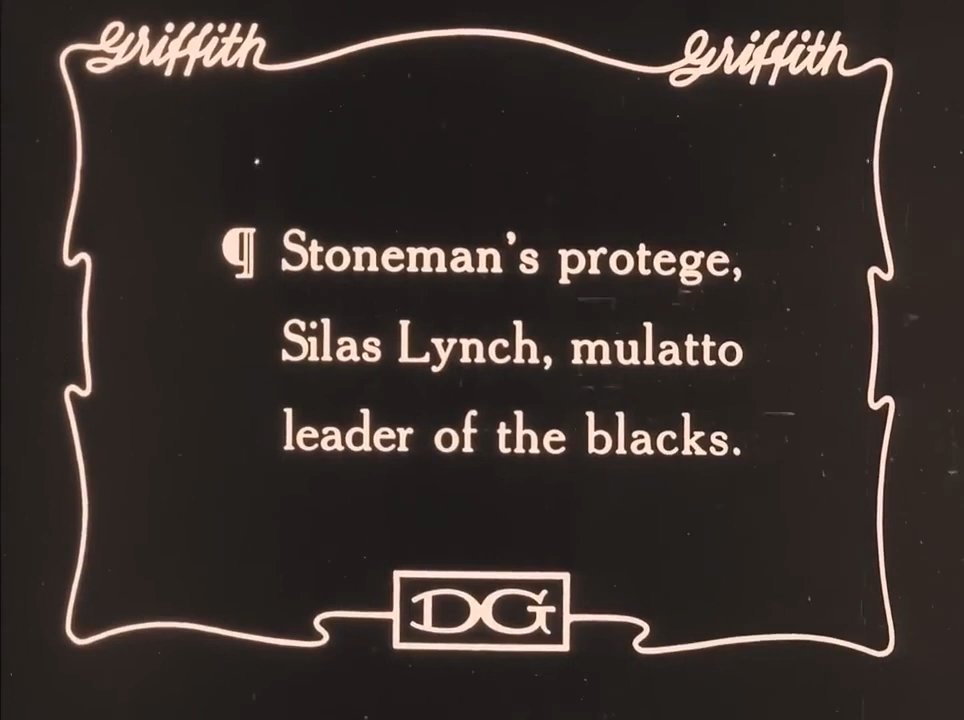 Griffith Griffith
¶ Stoneman's protege,
Silas Lynch, mulatto
leader of the blacks.
DG